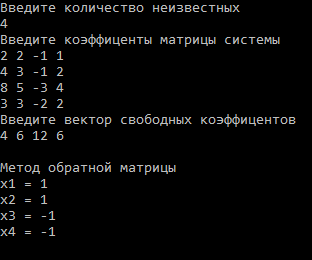 Введите количество неизвестных
4
Введите коэффиценты матрицы системы
2 2 -1 1
4 3 -1 2
8 5 -3 4
3 3 -2 2
Введите вектор свободных коэффицентов
4 6 12 6
Метод обратной матрицы
x1 = 1
x2 = 1
x3 = -1
x4 = -1